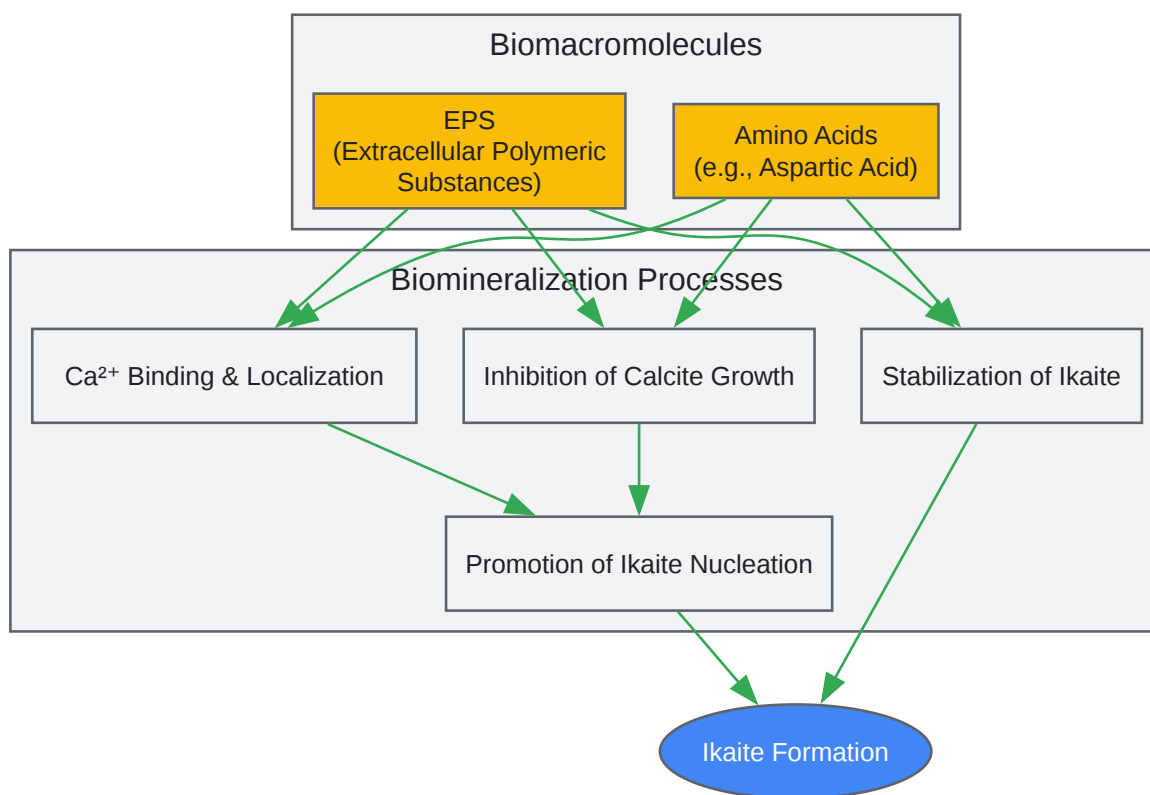 Biomacromolecules
EPS
(Extracellular Polymeric
Substances)
Amino Acids
(e.g., Aspartic Acid)
Biomineralization Processes
Ca²⁺ Binding & Localization
Inhibition of Calcite Growth
Stabilization of Ikaite
Promotion of Ikaite Nucleation
Ikaite Formation